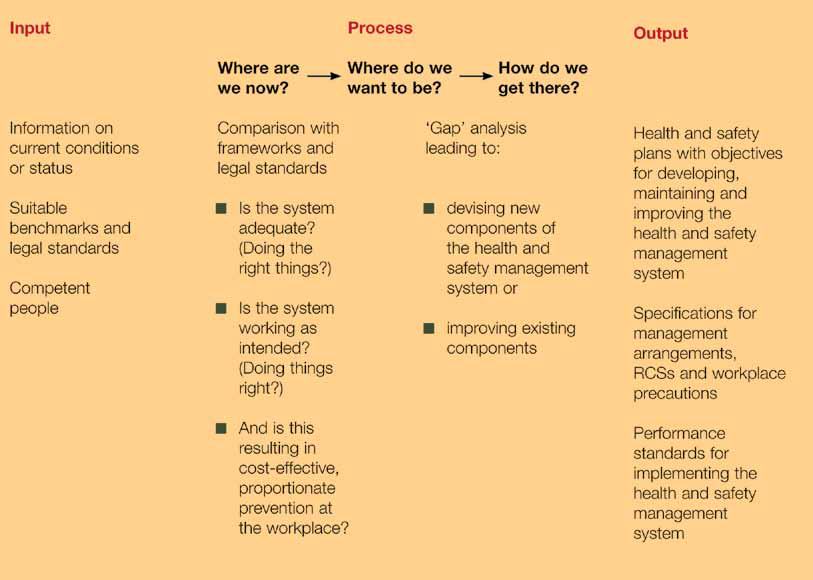 Input
Process
Output
Where are
we now?
Where do we
want to be?
How do we
get there?
Information on
current conditions
or status
Suitable
benchmarks and
legal standards
Competent
people
Comparison with
frameworks and
legal standards
Is the system
adequate?
(Doing the
right things?)
Is the system
working as
intended?
(Doing things
right?)
And is this
resulting in
cost-effective,
proportionate
prevention at
the workplace?
‘Gap’ analysis
leading to:
devising new
components of
the health and
safety management
system or
improving existing
components
Health and safety
plans with objectives
for developing,
maintaining and
improving the
health and safety
management
system
Specifications for
management
arrangements,
RCSs and workplace
precautions
Performance
standards for
implementing the
health and safety
management
system